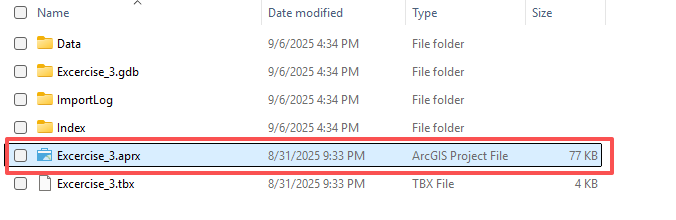 Name Date modified Type Size
Data 9/6/2025 4:34 PM File folder
Excercise_3.gdb 9/6/2025 4:34 PM File folder
ImportLog 9/6/2025 4:34 PM File folder
Index 9/6/2025 4:34 PM File folder
Excercise_3.aprx 8/31/2025 9:33 PM ArcGIS Project File 77 KB
Excercise_3.tbx 8/31/2025 9:33 PM TBX File 4 KB